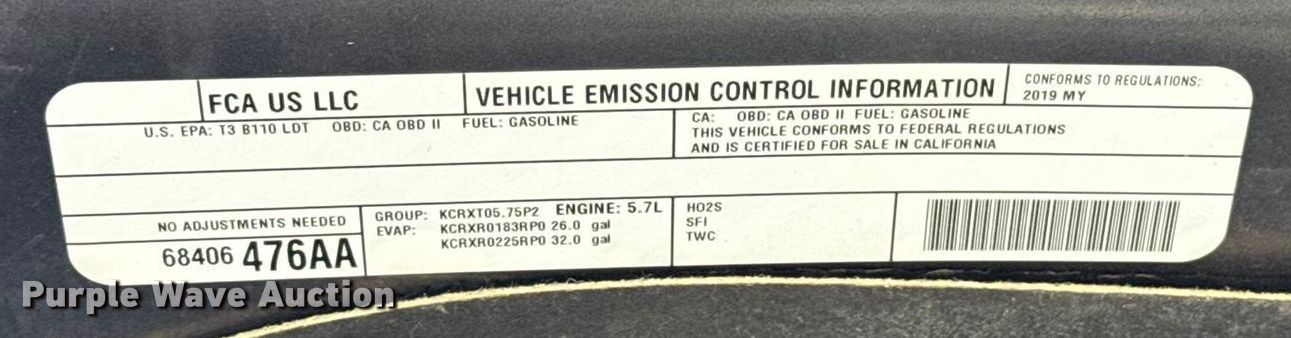 FCA US LLC
VEHICLE EMISSION CONTROL INFORMATION
CONFORMS TO REGULATIONS:
2019 MY
U.S. EPA: T3 B110 LDT OBD: CA OBD II FUEL: GASOLINE
CA: OBD: CA OBD II FUEL: GASOLINE
THIS VEHICLE CONFORMS TO FEDERAL REGULATIONS
AND IS CERTIFIED FOR SALE IN CALIFORNIA
NO ADJUSTMENTS NEEDED
68406 476AA
GROUP: KCRXT05.75P2 ENGINE: 5.7L
EVAP: KCRXR0183RP0 26.0 gal
KCRXR0225RP0 32.0 gal
HO2S
SFI
TWC
Purple Wave Auction